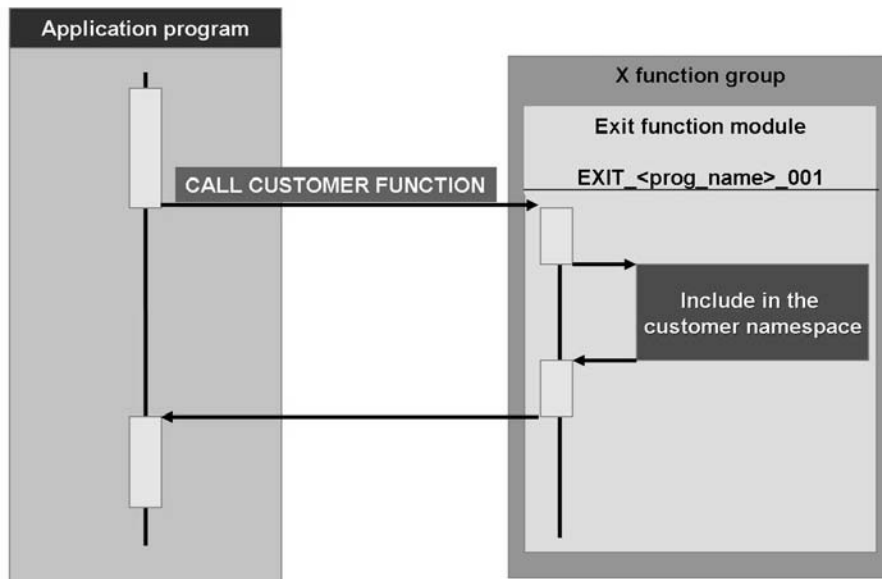 Application program
X function group
Exit function module
EXIT_<prog_name>_001
CALL CUSTOMER FUNCTION
Include in the
customer namespace